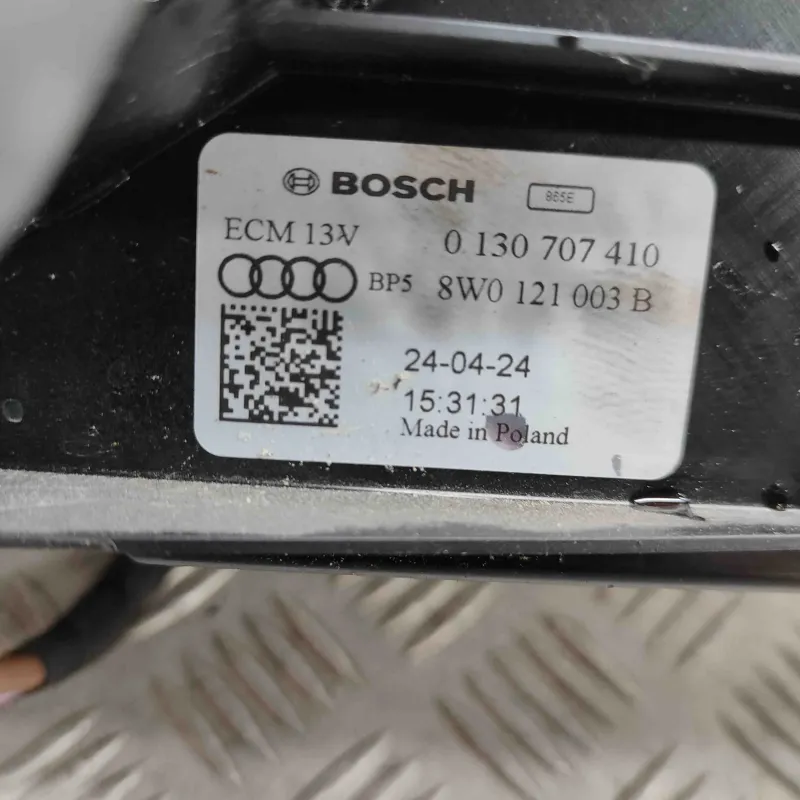 BOSCH 865E
ECM 13V 0 130 707 410
BP5 8W0 121 003 B
24-04-24
15:31:31
Made in Poland